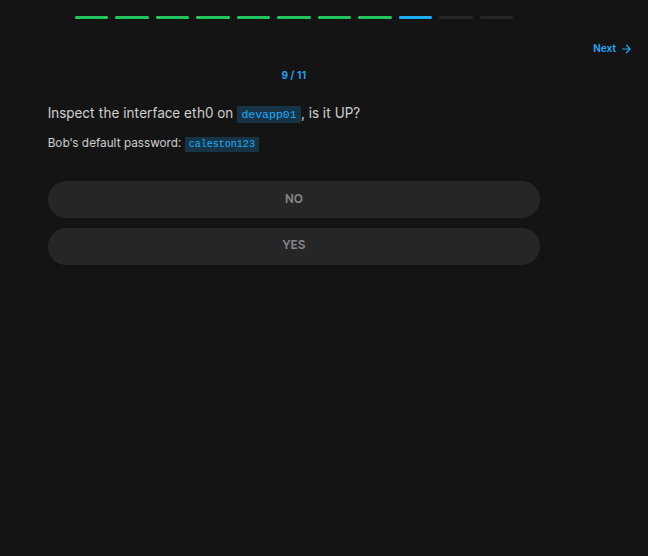 Next →
9 / 11
Inspect the interface eth0 on devapp01, is it UP?
Bob's default password: caleston123
NO
YES